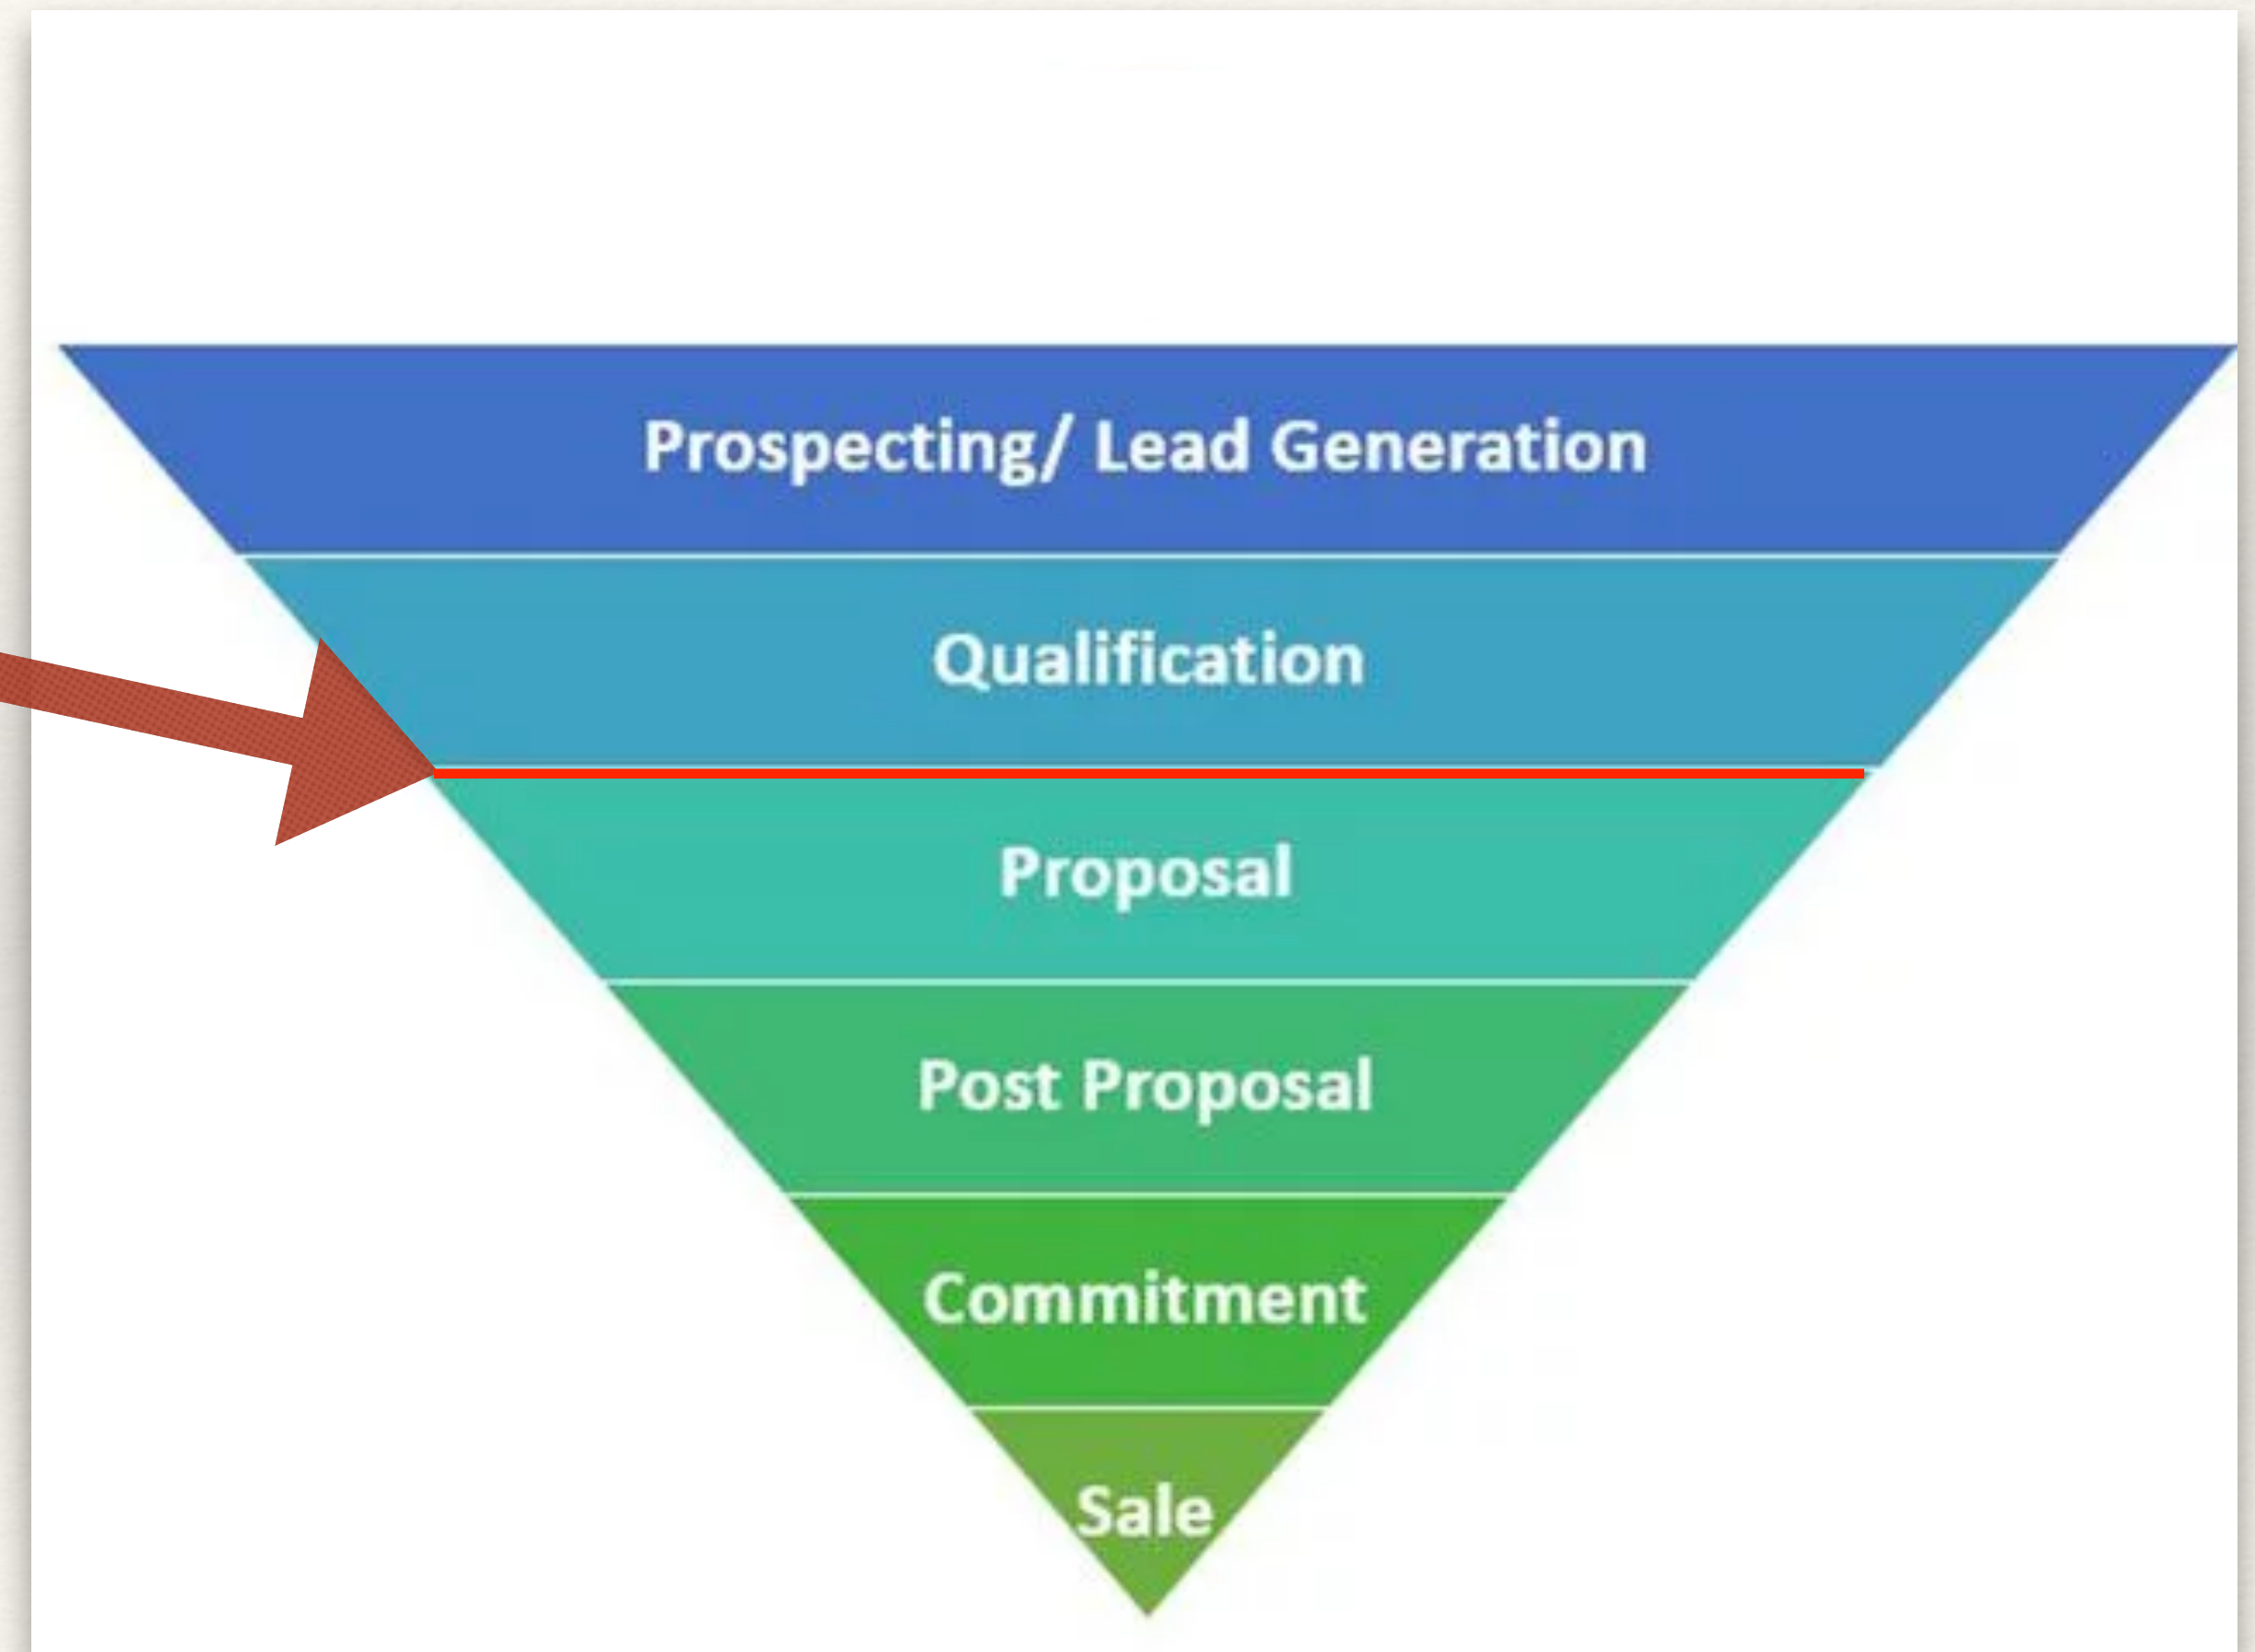 Prospecting/ Lead Generation
Qualification
Proposal
Post Proposal
Commitment
Sale